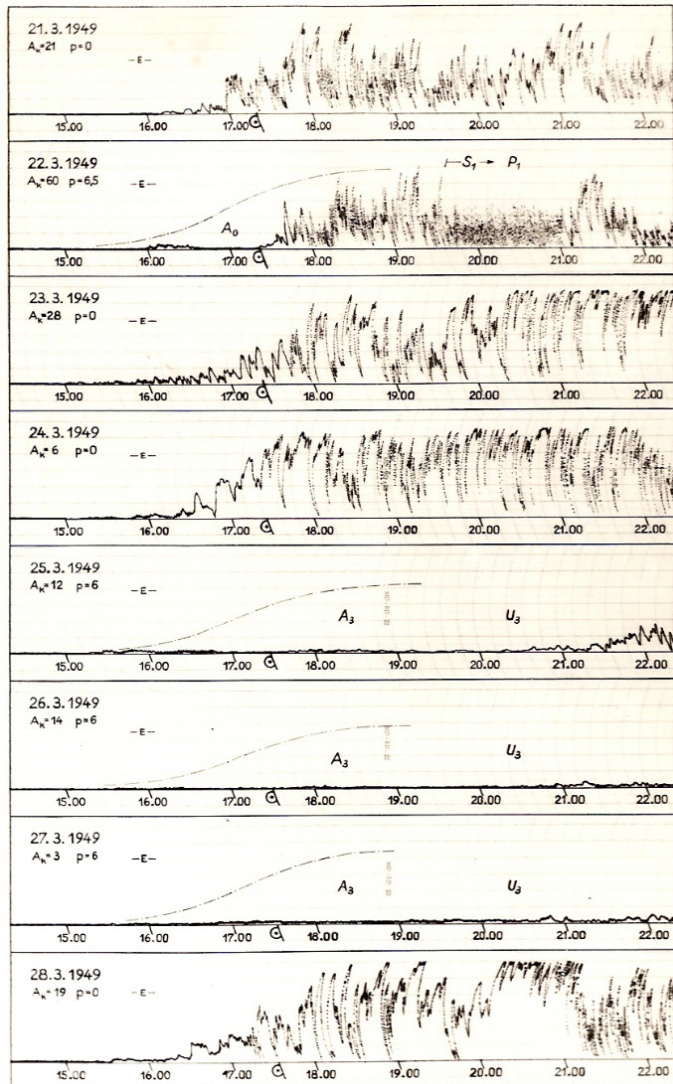 21.3.1949
Aₖ=21 p=0
-E-
15.00 16.00 17.00 18.00 19.00 20.00 21.00 22.00
22.3.1949
Aₖ=60 p=6,5
-E-
A₀
S₁ → P₁
15.00 16.00 17.00 18.00 19.00 20.00 21.00 22.00
23.3.1949
Aₖ=28 p=0
-E-
15.00 16.00 17.00 18.00 19.00 20.00 21.00 22.00
24.3.1949
Aₖ=6 p=0
-E-
15.00 16.00 17.00 18.00 19.00 20.00 21.00 22.00
25.3.1949
Aₖ=12 p=6
-E-
A₃
U₃
15.00 16.00 17.00 18.00 19.00 20.00 21.00 22.00
26.3.1949
Aₖ=14 p=6
-E-
A₃
U₃
15.00 16.00 17.00 18.00 19.00 20.00 21.00 22.00
27.3.1949
Aₖ=3 p=6
-E-
A₃
U₃
15.00 16.00 17.00 18.00 19.00 20.00 21.00 22.00
28.3.1949
Aₖ=19 p=0
-E-
15.00 16.00 17.00 18.00 19.00 20.00 21.00 22.00